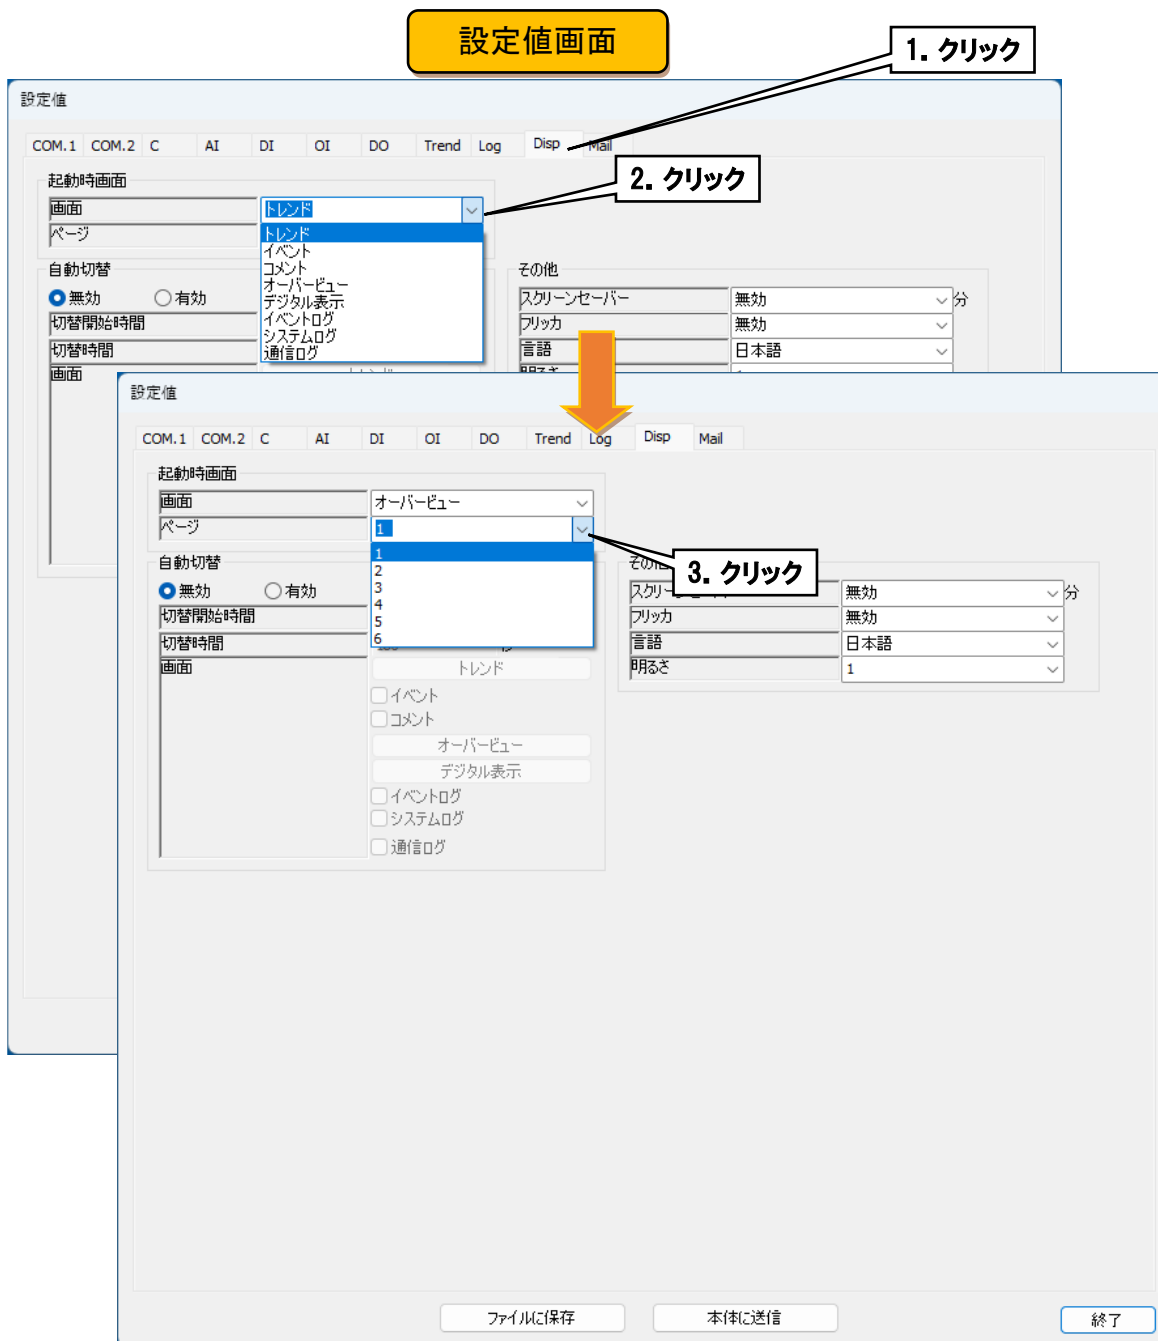 設定値画面
1. クリック
設定値
COM.1 COM.2 C AI DI OI DO Trend Log Disp Mail
2. クリック
起動時画面
画面 トレンド
ページ
トレンド
イベント
コメント
オーバービュー
デジタル表示
イベントログ
システムログ
通信ログ
自動切替
無効 有効
切替開始時間
切替時間
画面
その他
スクリーンセーバー 無効 分
フリッカ 無効
言語 日本語
設定値
COM.1 COM.2 C AI DI OI DO Trend Log Disp Mail
起動時画面
画面 オーバービュー
ページ 1
1
2
3
4
5
6
3. クリック
自動切替
無効 有効
切替開始時間
切替時間
画面 トレンド
イベント
コメント
オーバービュー
デジタル表示
イベントログ
システムログ
通信ログ
無効 分
フリッカ 無効
言語 日本語
明るさ 1
ファイルに保存 本体に送信 終了